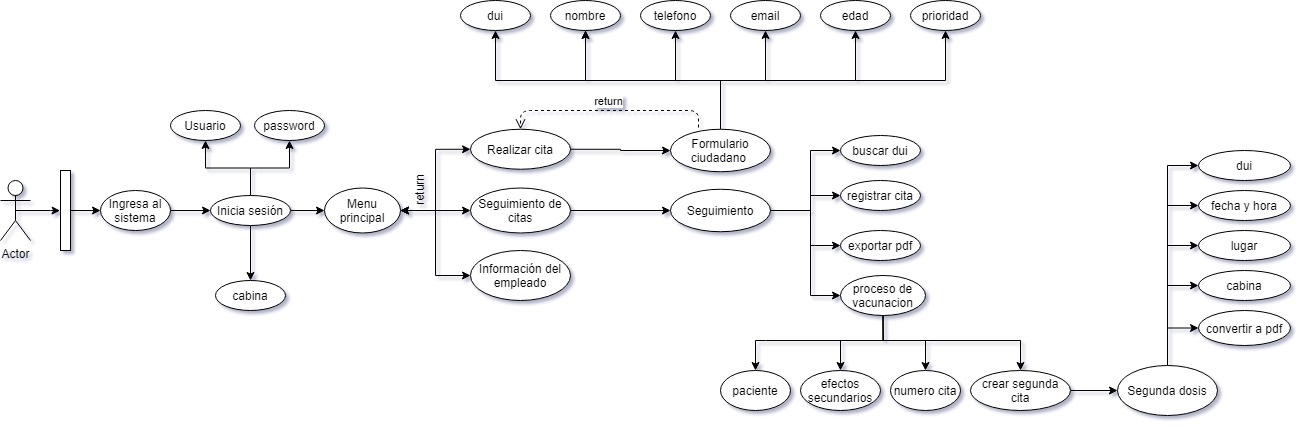 dui
nombre
telefono
email
edad
prioridad
return
Usuario
password
Realizar cita
Formulario
ciudadano
buscar dui
dui
return
Ingresa al
sistema
Inicia sesión
Menu
principal
Seguimiento de
citas
Seguimiento
registrar cita
fecha y hora
Actor
exportar pdf
lugar
Información del
empleado
cabina
proceso de
vacunacion
cabina
convertir a pdf
paciente
efectos
secundarios
numero cita
crear segunda
cita
Segunda dosis